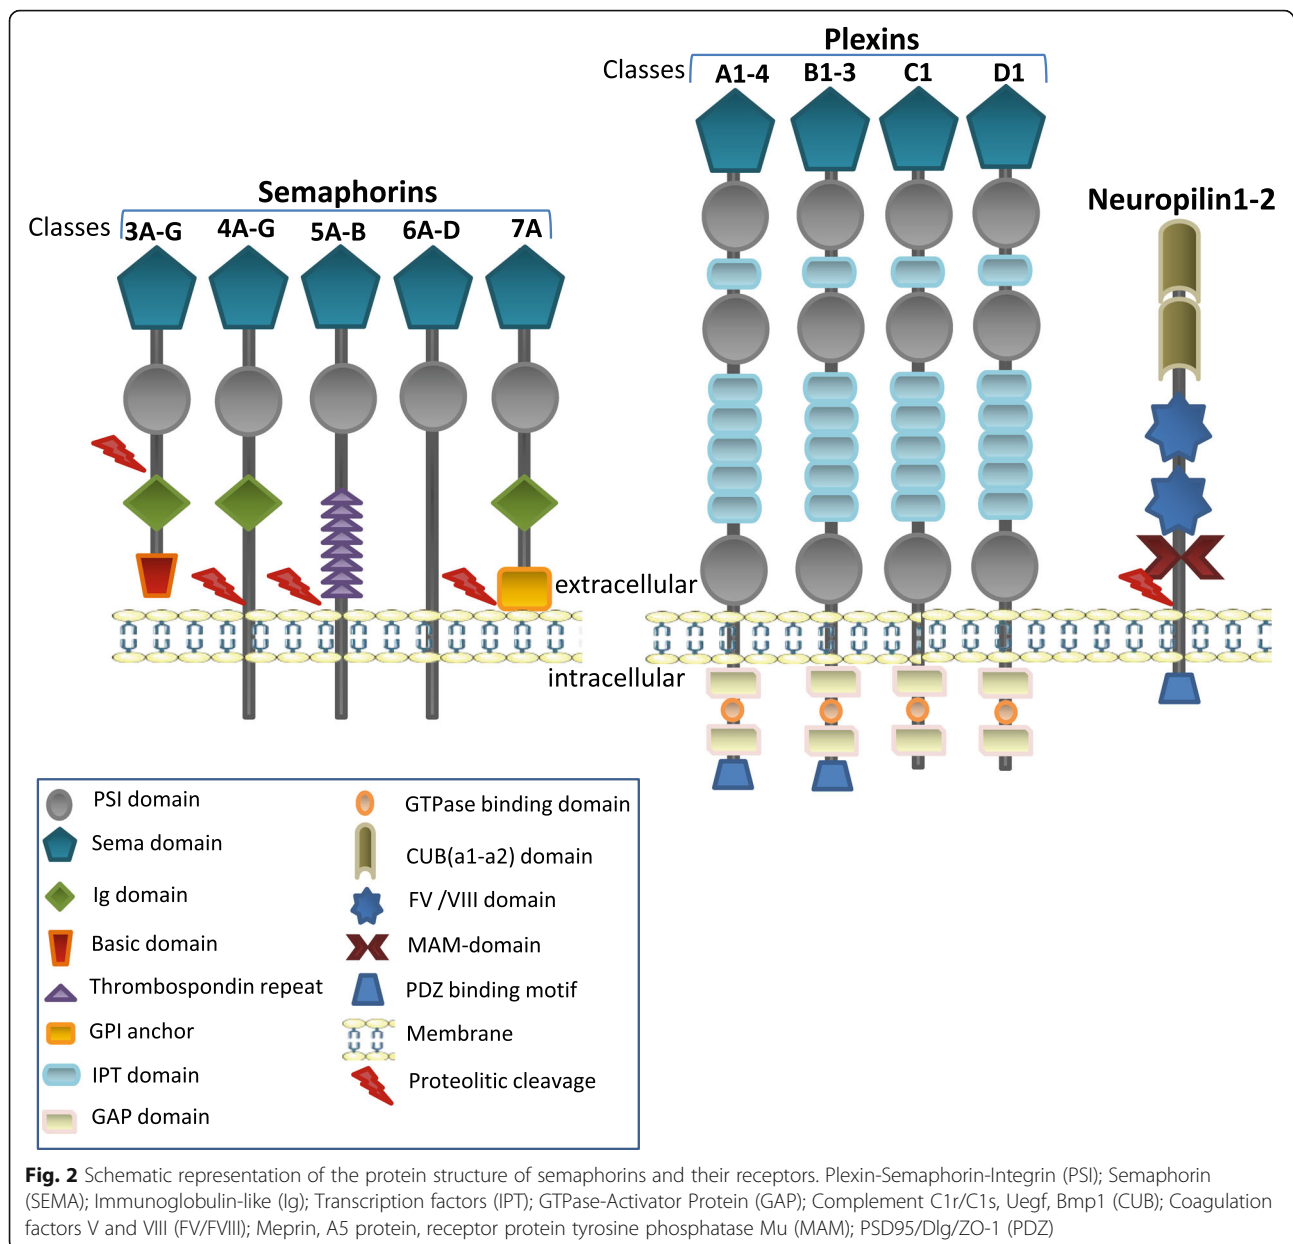 Plexins
Classes A1-4 B1-3 C1 D1
Semaphorins
Classes 3A-G 4A-G 5A-B 6A-D 7A
Neuropilin1-2
extracellular
intracellular
PSI domain
Sema domain
Ig domain
Basic domain
Thrombospondin repeat
GPI anchor
IPT domain
GAP domain
GTPase binding domain
CUB(a1-a2) domain
FV /VIII domain
MAM-domain
PDZ binding motif
Membrane
Proteolitic cleavage
Fig. 2 Schematic representation of the protein structure of semaphorins and their receptors. Plexin-Semaphorin-Integrin (PSI); Semaphorin
(SEMA); Immunoglobulin-like (Ig); Transcription factors (IPT); GTPase-Activator Protein (GAP); Complement C1r/C1s, Uegf, Bmp1 (CUB); Coagulation
factors V and VIII (FV/FVIII); Meprin, A5 protein, receptor protein tyrosine phosphatase Mu (MAM); PSD95/Dlg/ZO-1 (PDZ)